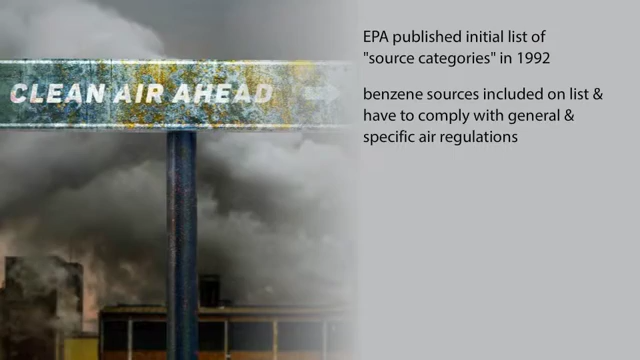 CLEAN AIR AHEAD
EPA published initial list of
"source categories" in 1992
benzene sources included on list &
have to comply with general &
specific air regulations